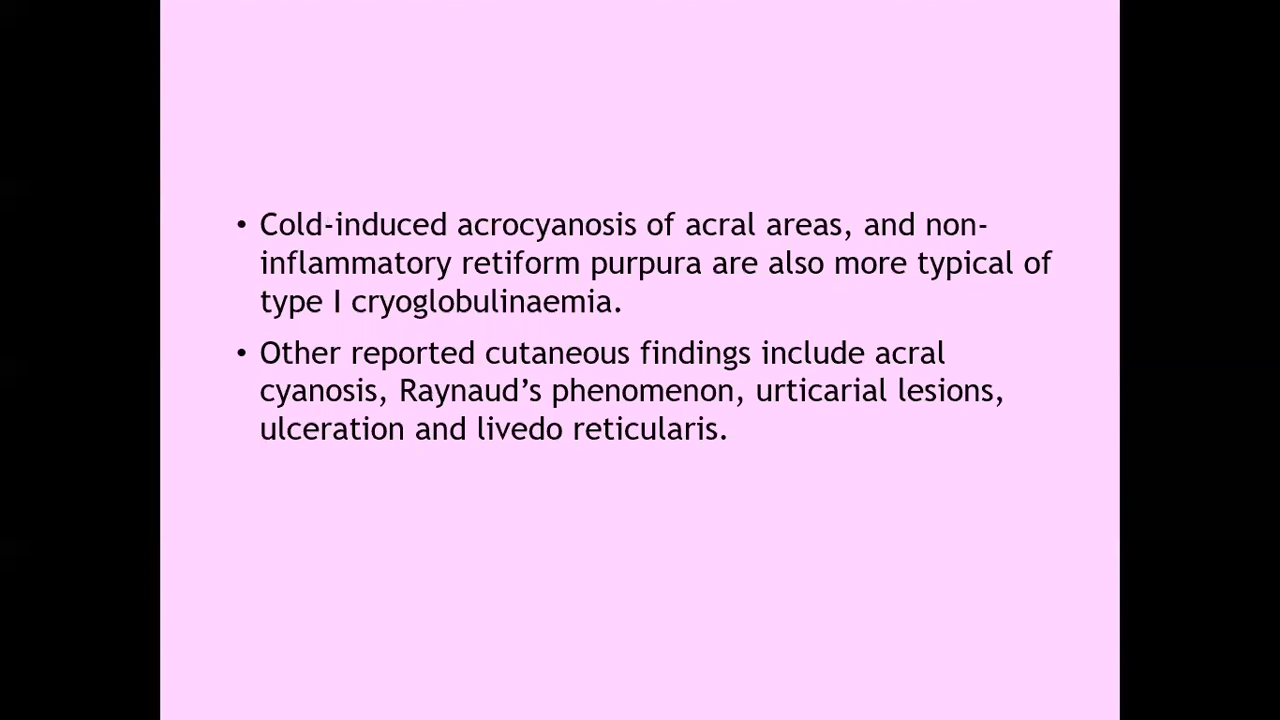 • Cold-induced acrocyanosis of acral areas, and non-
inflammatory retiform purpura are also more typical of
type I cryoglobulinaemia.
• Other reported cutaneous findings include acral
cyanosis, Raynaud’s phenomenon, urticarial lesions,
ulceration and livedo reticularis.